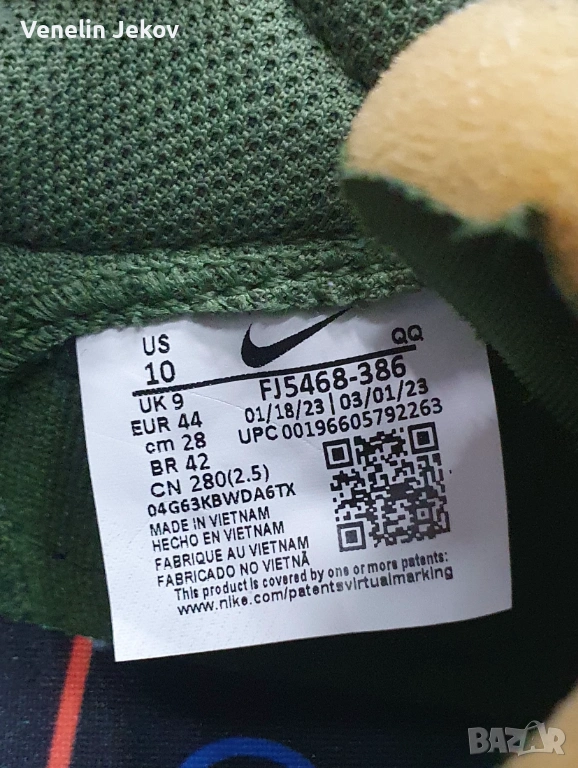 Venelin Jekov
US QQ
10 FJ5468-386
UK 9 01/18/23 | 03/01/23
EUR 44 UPC 00196605792263
cm 28
BR 42
CN 280(2.5)
04G63KBWDA6TX
MADE IN VIETNAM
HECHO EN VIETNAM
FABRIQUE AU VIETNAM
FABRICADO NO VIETNÃ
This product is covered by one or more patents:
www.nike.com/patentsvirtualmarking
BAZAR